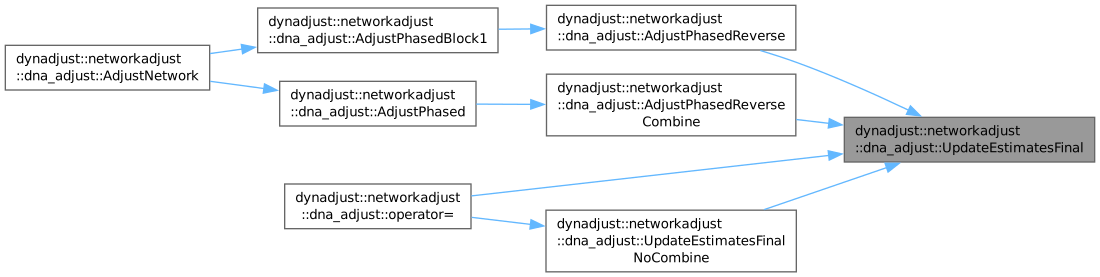 dynadjust::networkadjust
::dna_adjust::AdjustNetwork
dynadjust::networkadjust
::dna_adjust::AdjustPhasedBlock1
dynadjust::networkadjust
::dna_adjust::AdjustPhased
dynadjust::networkadjust
::dna_adjust::operator=
dynadjust::networkadjust
::dna_adjust::AdjustPhasedReverse
dynadjust::networkadjust
::dna_adjust::AdjustPhasedReverse
Combine
dynadjust::networkadjust
::dna_adjust::UpdateEstimatesFinal
NoCombine
dynadjust::networkadjust
::dna_adjust::UpdateEstimatesFinal